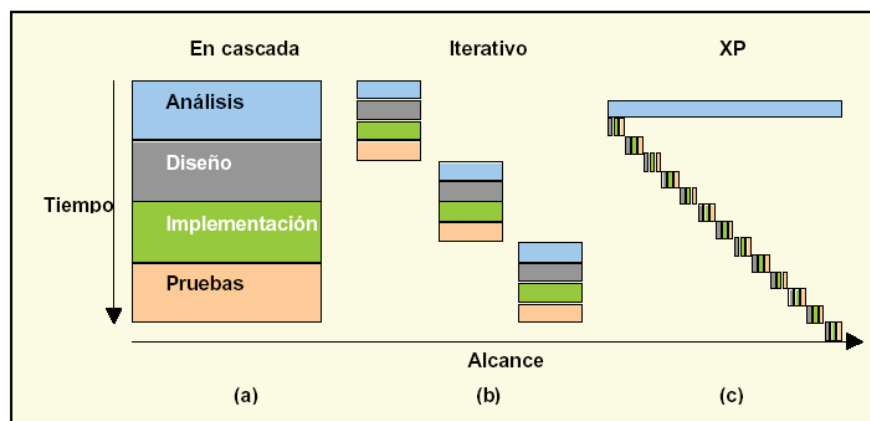 En cascada
Iterativo
XP
Análisis
Diseño
Tiempo
Implementación
Pruebas
Alcance
(a)
(b)
(c)